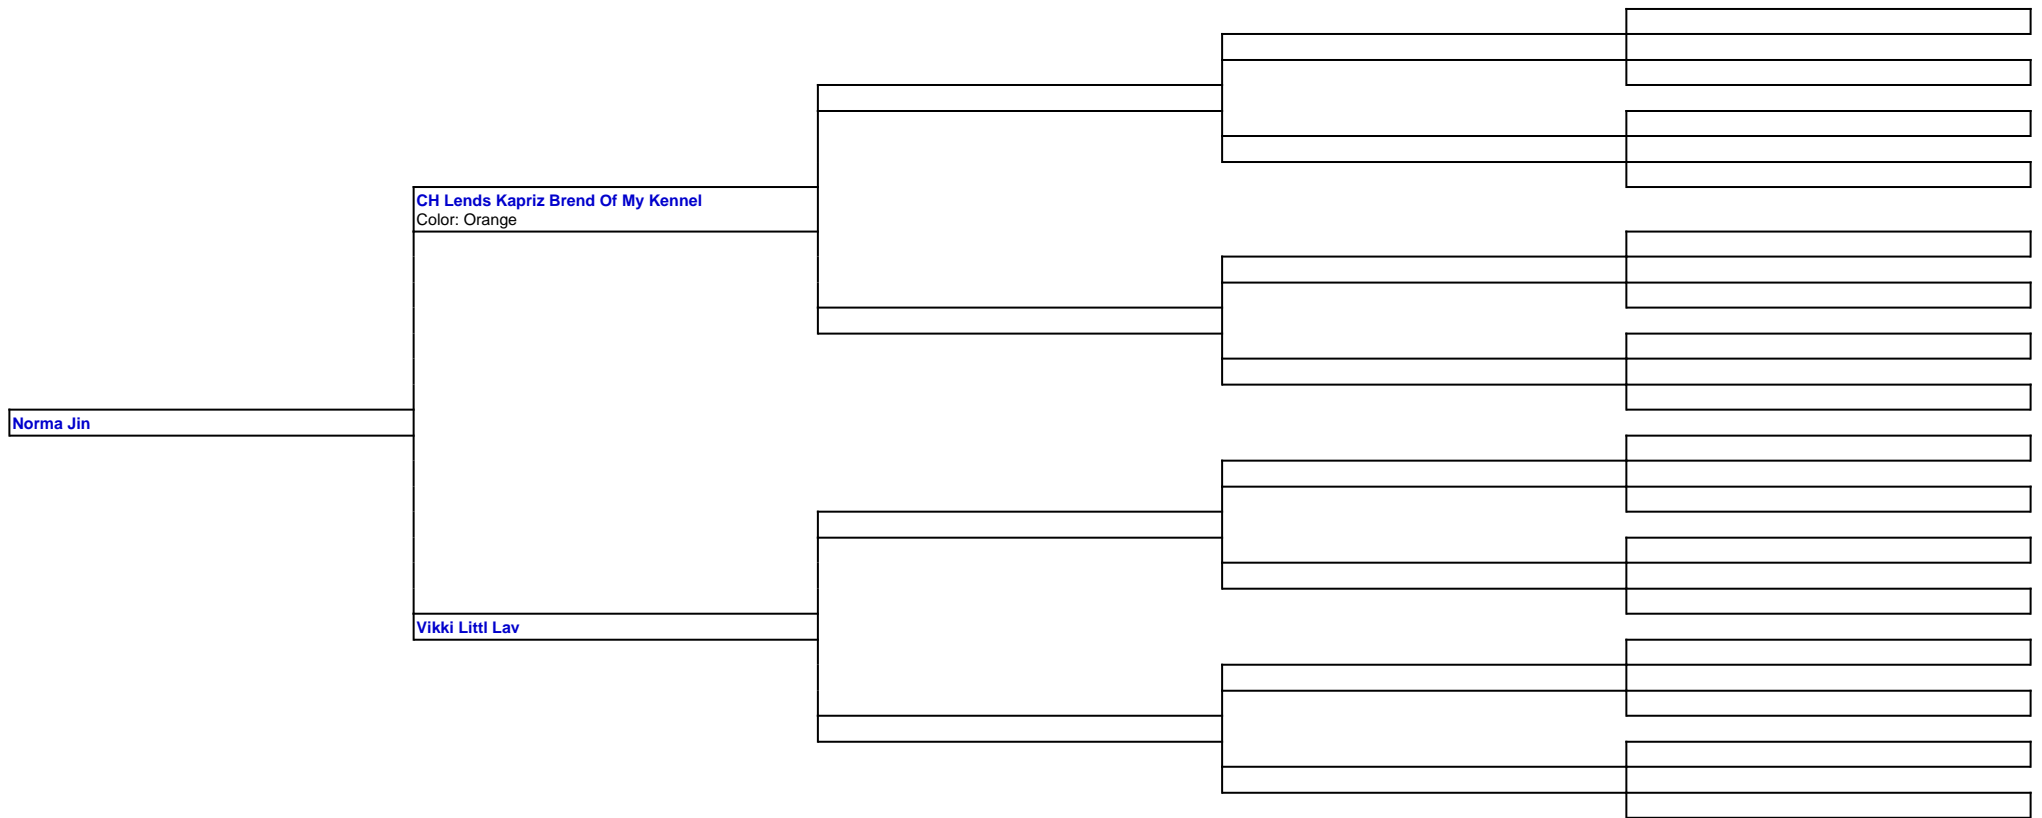 CH Lends Kapriz Brend Of My Kennel
Color: Orange
Norma Jin
Vikki Littl Lav